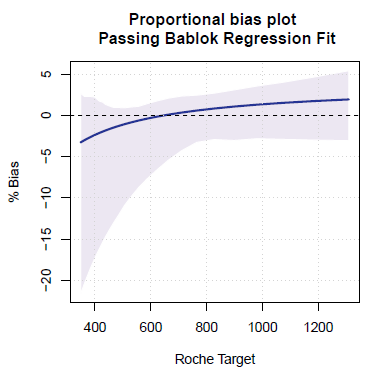 Proportional bias plot
Passing Bablok Regression Fit
5
0
−5
−10
−15
−20
% Bias
400 600 800 1000 1200
Roche Target